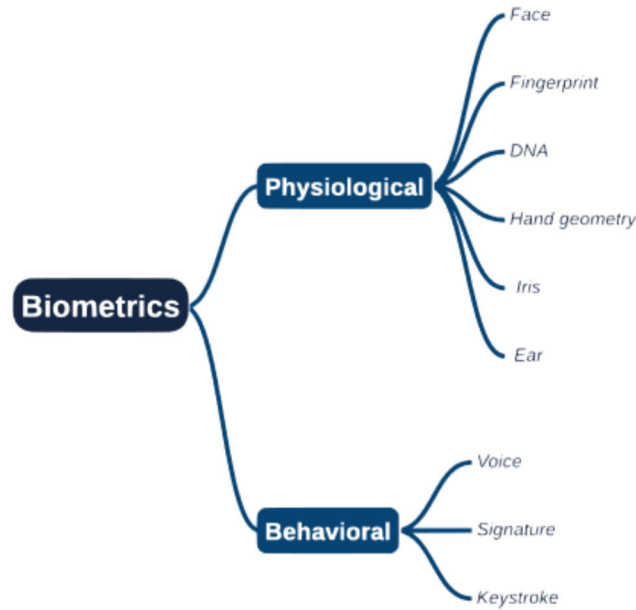 Biometrics
Physiological
Face
Fingerprint
DNA
Hand geometry
Iris
Ear
Behavioral
Voice
Signature
Keystroke